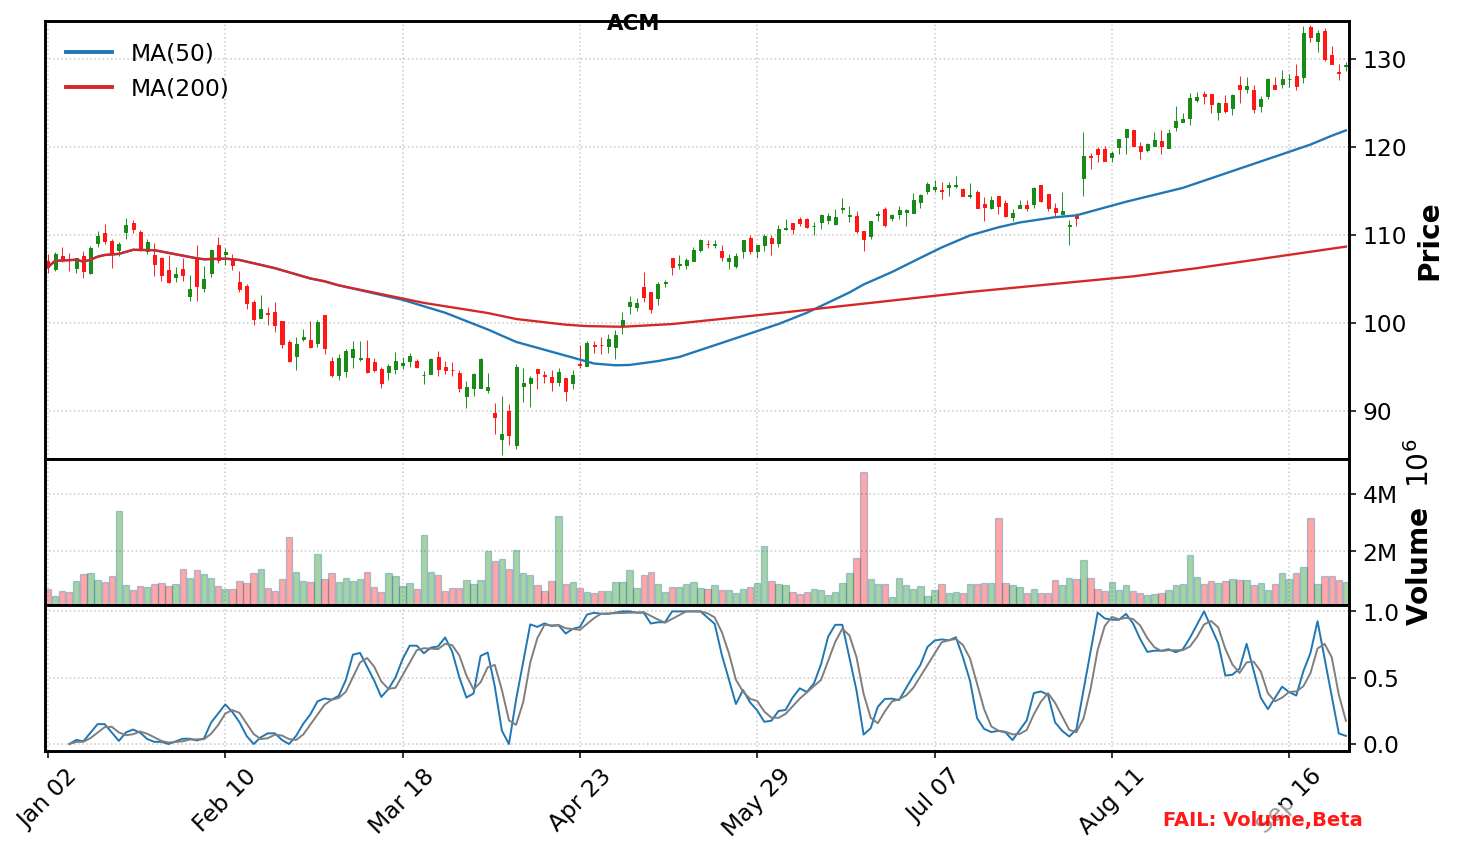 ACM
MA(50)
MA(200)
130
120
110
100
90
Price
4M
2M
Volume 10^6
1.0
0.5
0.0
Jan 02
Feb 10
Mar 18
Apr 23
May 29
Jul 07
Aug 11
Sep 16
FAIL: Volume,Beta